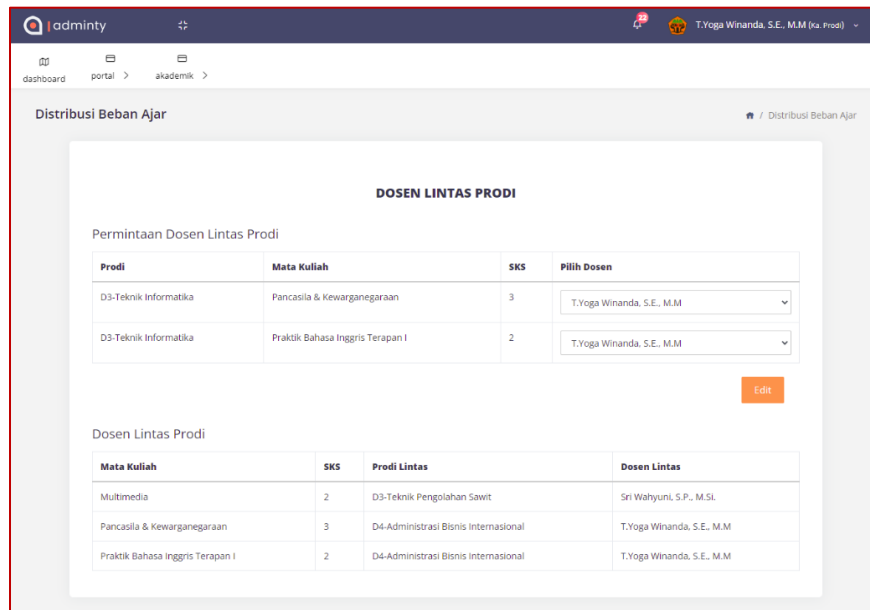 adminty
22
T.Yoga Winanda, S.E., M.M (Ka. Prodi)
dashboard
portal >
akademik >
Distribusi Beban Ajar
/ Distribusi Beban Ajar
DOSEN LINTAS PRODI
Permintaan Dosen Lintas Prodi
Prodi Mata Kuliah SKS Pilih Dosen
D3-Teknik Informatika Pancasila & Kewarganegaraan 3 T.Yoga Winanda, S.E., M.M
D3-Teknik Informatika Praktik Bahasa Inggris Terapan I 2 T.Yoga Winanda, S.E., M.M
Edit
Dosen Lintas Prodi
Mata Kuliah SKS Prodi Lintas Dosen Lintas
Multimedia 2 D3-Teknik Pengolahan Sawit Sri Wahyuni, S.P., M.Si.
Pancasila & Kewarganegaraan 3 D4-Administrasi Bisnis Internasional T.Yoga Winanda, S.E., M.M
Praktik Bahasa Inggris Terapan I 2 D4-Administrasi Bisnis Internasional T.Yoga Winanda, S.E., M.M